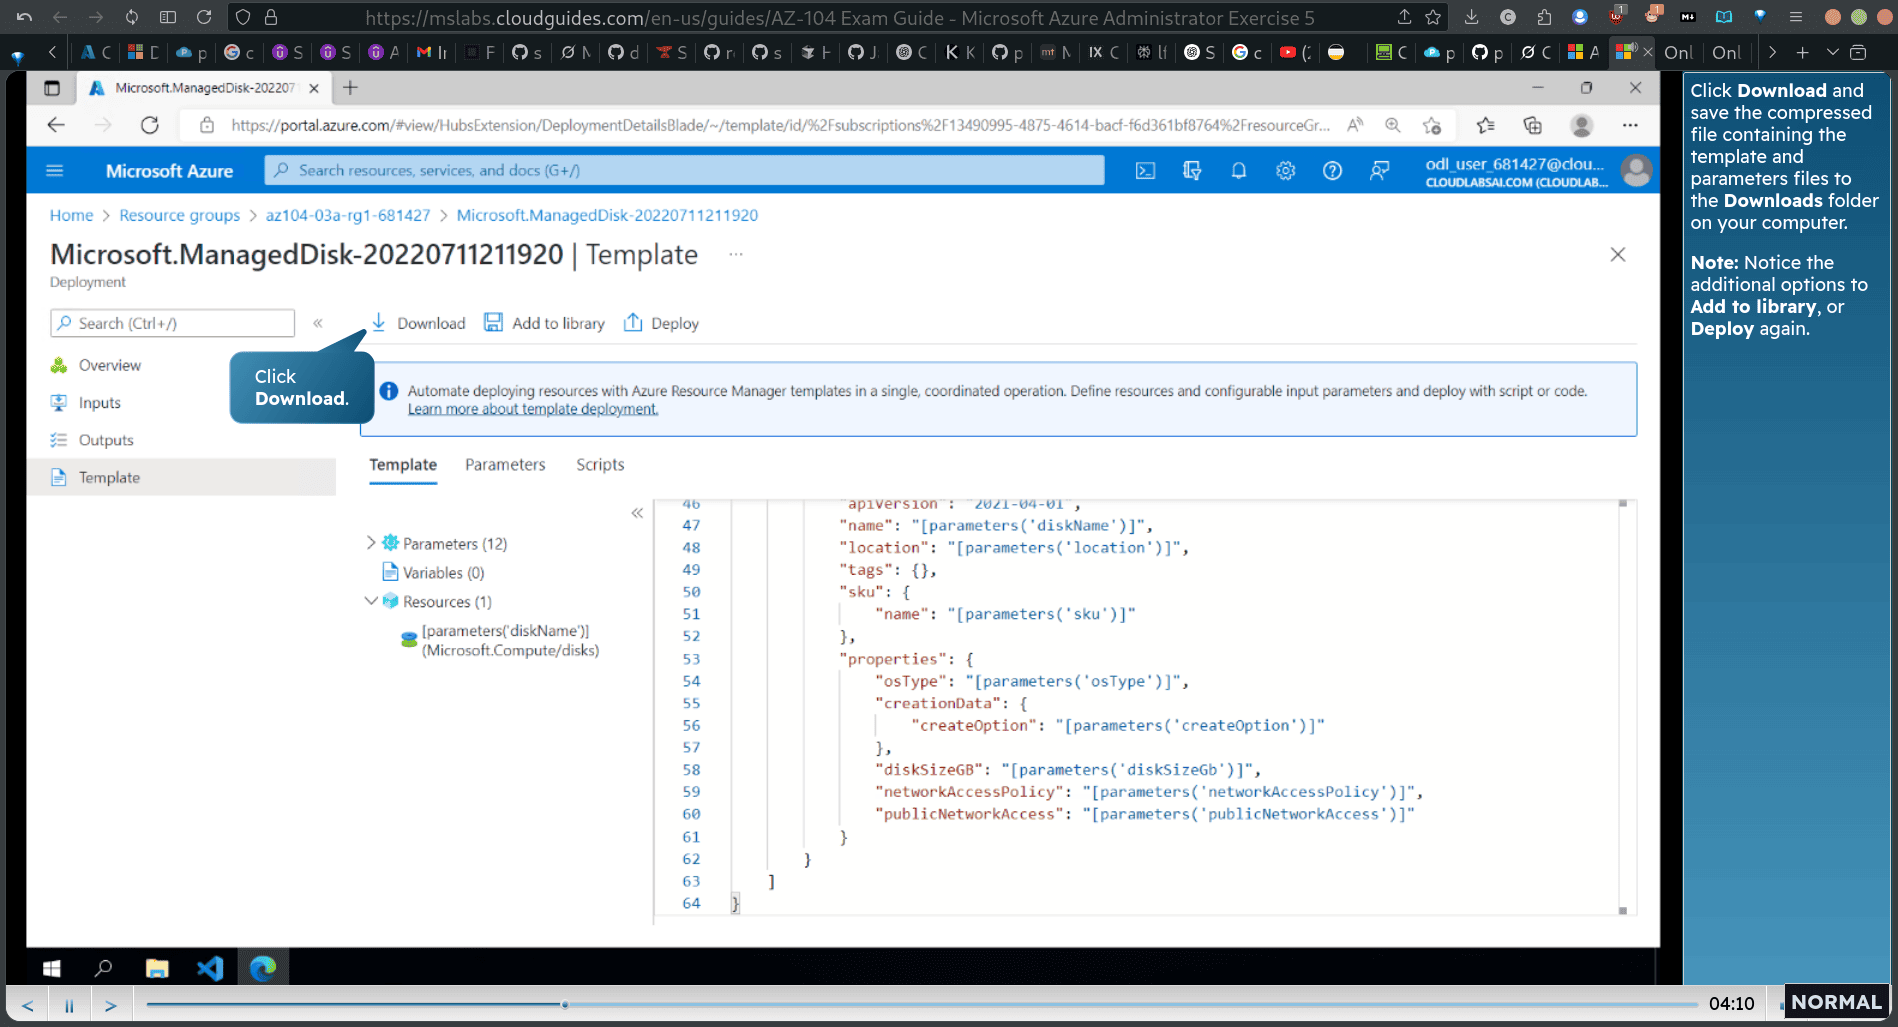 https://mslabs.cloudguides.com/en-us/guides/AZ-104 Exam Guide - Microsoft Azure Administrator Exercise 5
Onl
Onl
Microsoft.ManagedDisk-202207
https://portal.azure.com/#view/HubsExtension/DeploymentDetailsBlade/~/template/id/%2Fsubscriptions%2F13490995-4875-4614-bacf-f6d361bf8764%2FresourceGr...
Microsoft Azure
Search resources, services, and docs (G+/)
odl_user_681427@clou...
CLOUDLABSAI.COM (CLOUDLAB...
Home > Resource groups > az104-03a-rg1-681427 > Microsoft.ManagedDisk-20220711211920
Microsoft.ManagedDisk-20220711211920 | Template ...
Deployment
Search (Ctrl+/)
Overview
Inputs
Outputs
Template
Download
Add to library
Deploy
Click
Download.
Automate deploying resources with Azure Resource Manager templates in a single, coordinated operation. Define resources and configurable input parameters and deploy with script or code.
Learn more about template deployment.
Template Parameters Scripts
Parameters (12)
Variables (0)
Resources (1)
[parameters('diskName')]
(Microsoft.Compute/disks)
46 "apiVersion": "2021-04-01",
47 "name": "[parameters('diskName')]",
48 "location": "[parameters('location')]",
49 "tags": {},
50 "sku": {
51 "name": "[parameters('sku')]"
52 },
53 "properties": {
54 "osType": "[parameters('osType')]",
55 "creationData": {
56 "createOption": "[parameters('createOption')]"
57 },
58 "diskSizeGB": "[parameters('diskSizeGb')]",
59 "networkAccessPolicy": "[parameters('networkAccessPolicy')]",
60 "publicNetworkAccess": "[parameters('publicNetworkAccess')]"
61 }
62 }
63 ]
64 }
Click Download and
save the compressed
file containing the
template and
parameters files to
the Downloads folder
on your computer.
Note: Notice the
additional options to
Add to library, or
Deploy again.
04:10
NORMAL